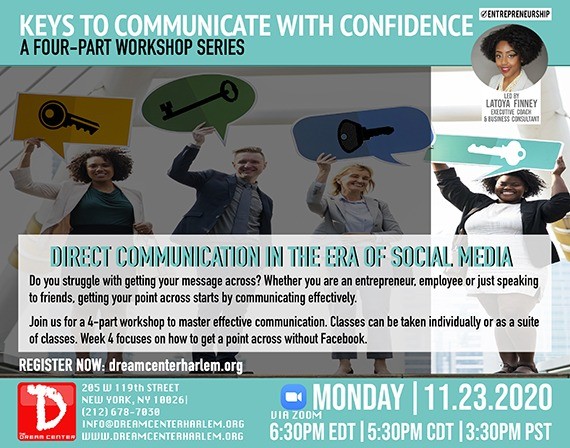 KEYS TO COMMUNICATE WITH CONFIDENCE
A FOUR-PART WORKSHOP SERIES
ENTREPRENEURSHIP
LED BY
LATOYA FINNEY
EXECUTIVE COACH
& BUSINESS CONSULTANT
DIRECT COMMUNICATION IN THE ERA OF SOCIAL MEDIA
Do you struggle with getting your message across? Whether you are an entrepreneur, employee or just speaking
to friends, getting your point across starts by communicating effectively.
Join us for a 4-part workshop to master effective communication. Classes can be taken individually or as a suite
of classes. Week 4 focuses on how to get a point across without Facebook.
REGISTER NOW: dreamcenterharlem.org
D
THE DREAM CENTER
205 W 119th STREET
NEW YORK, NY 10026|
(212) 678-7030
INFO@DREAMCENTERHARLEM.ORG
WWW.DREAMCENTERHARLEM.ORG
VIA ZOOM
MONDAY | 11.23.2020
6:30PM EDT | 5:30PM CDT | 3:30PM PST